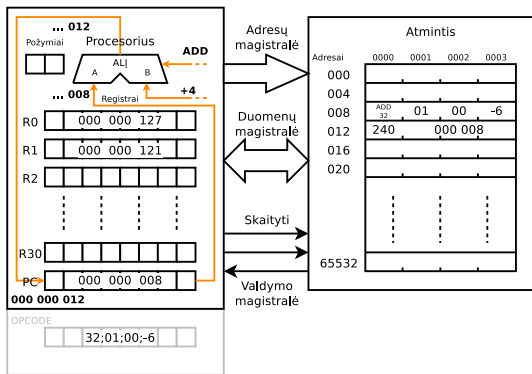 ... 012
Požymiai
Procesorius
ALĮ
A
B
ADD
+4
... 008
Registrai
R0
000 000 127
R1
000 000 121
R2
R30
PC
000 000 008
000 000 012
OPCODE
32;01;00;-6
Adresų
magistralė
Duomenų
magistralė
Skaityti
Valdymo
magistralė
Atmintis
Adresai
0000 0001 0002 0003
000
004
008
ADD
32
01 00 -6
012
240 000 008
016
020
65532